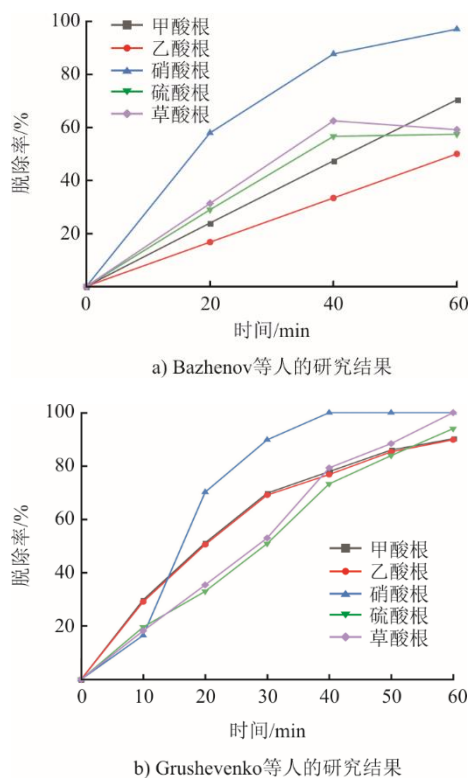 100
80
60
40
20
0
脱除率/%
甲酸根
乙酸根
硝酸根
硫酸根
草酸根
0 20 40 60
时间/min
a) Bazhenov等人的研究结果
100
80
60
40
20
0
脱除率/%
甲酸根
乙酸根
硝酸根
硫酸根
草酸根
0 10 20 30 40 50 60
时间/min
b) Grushevenko等人的研究结果